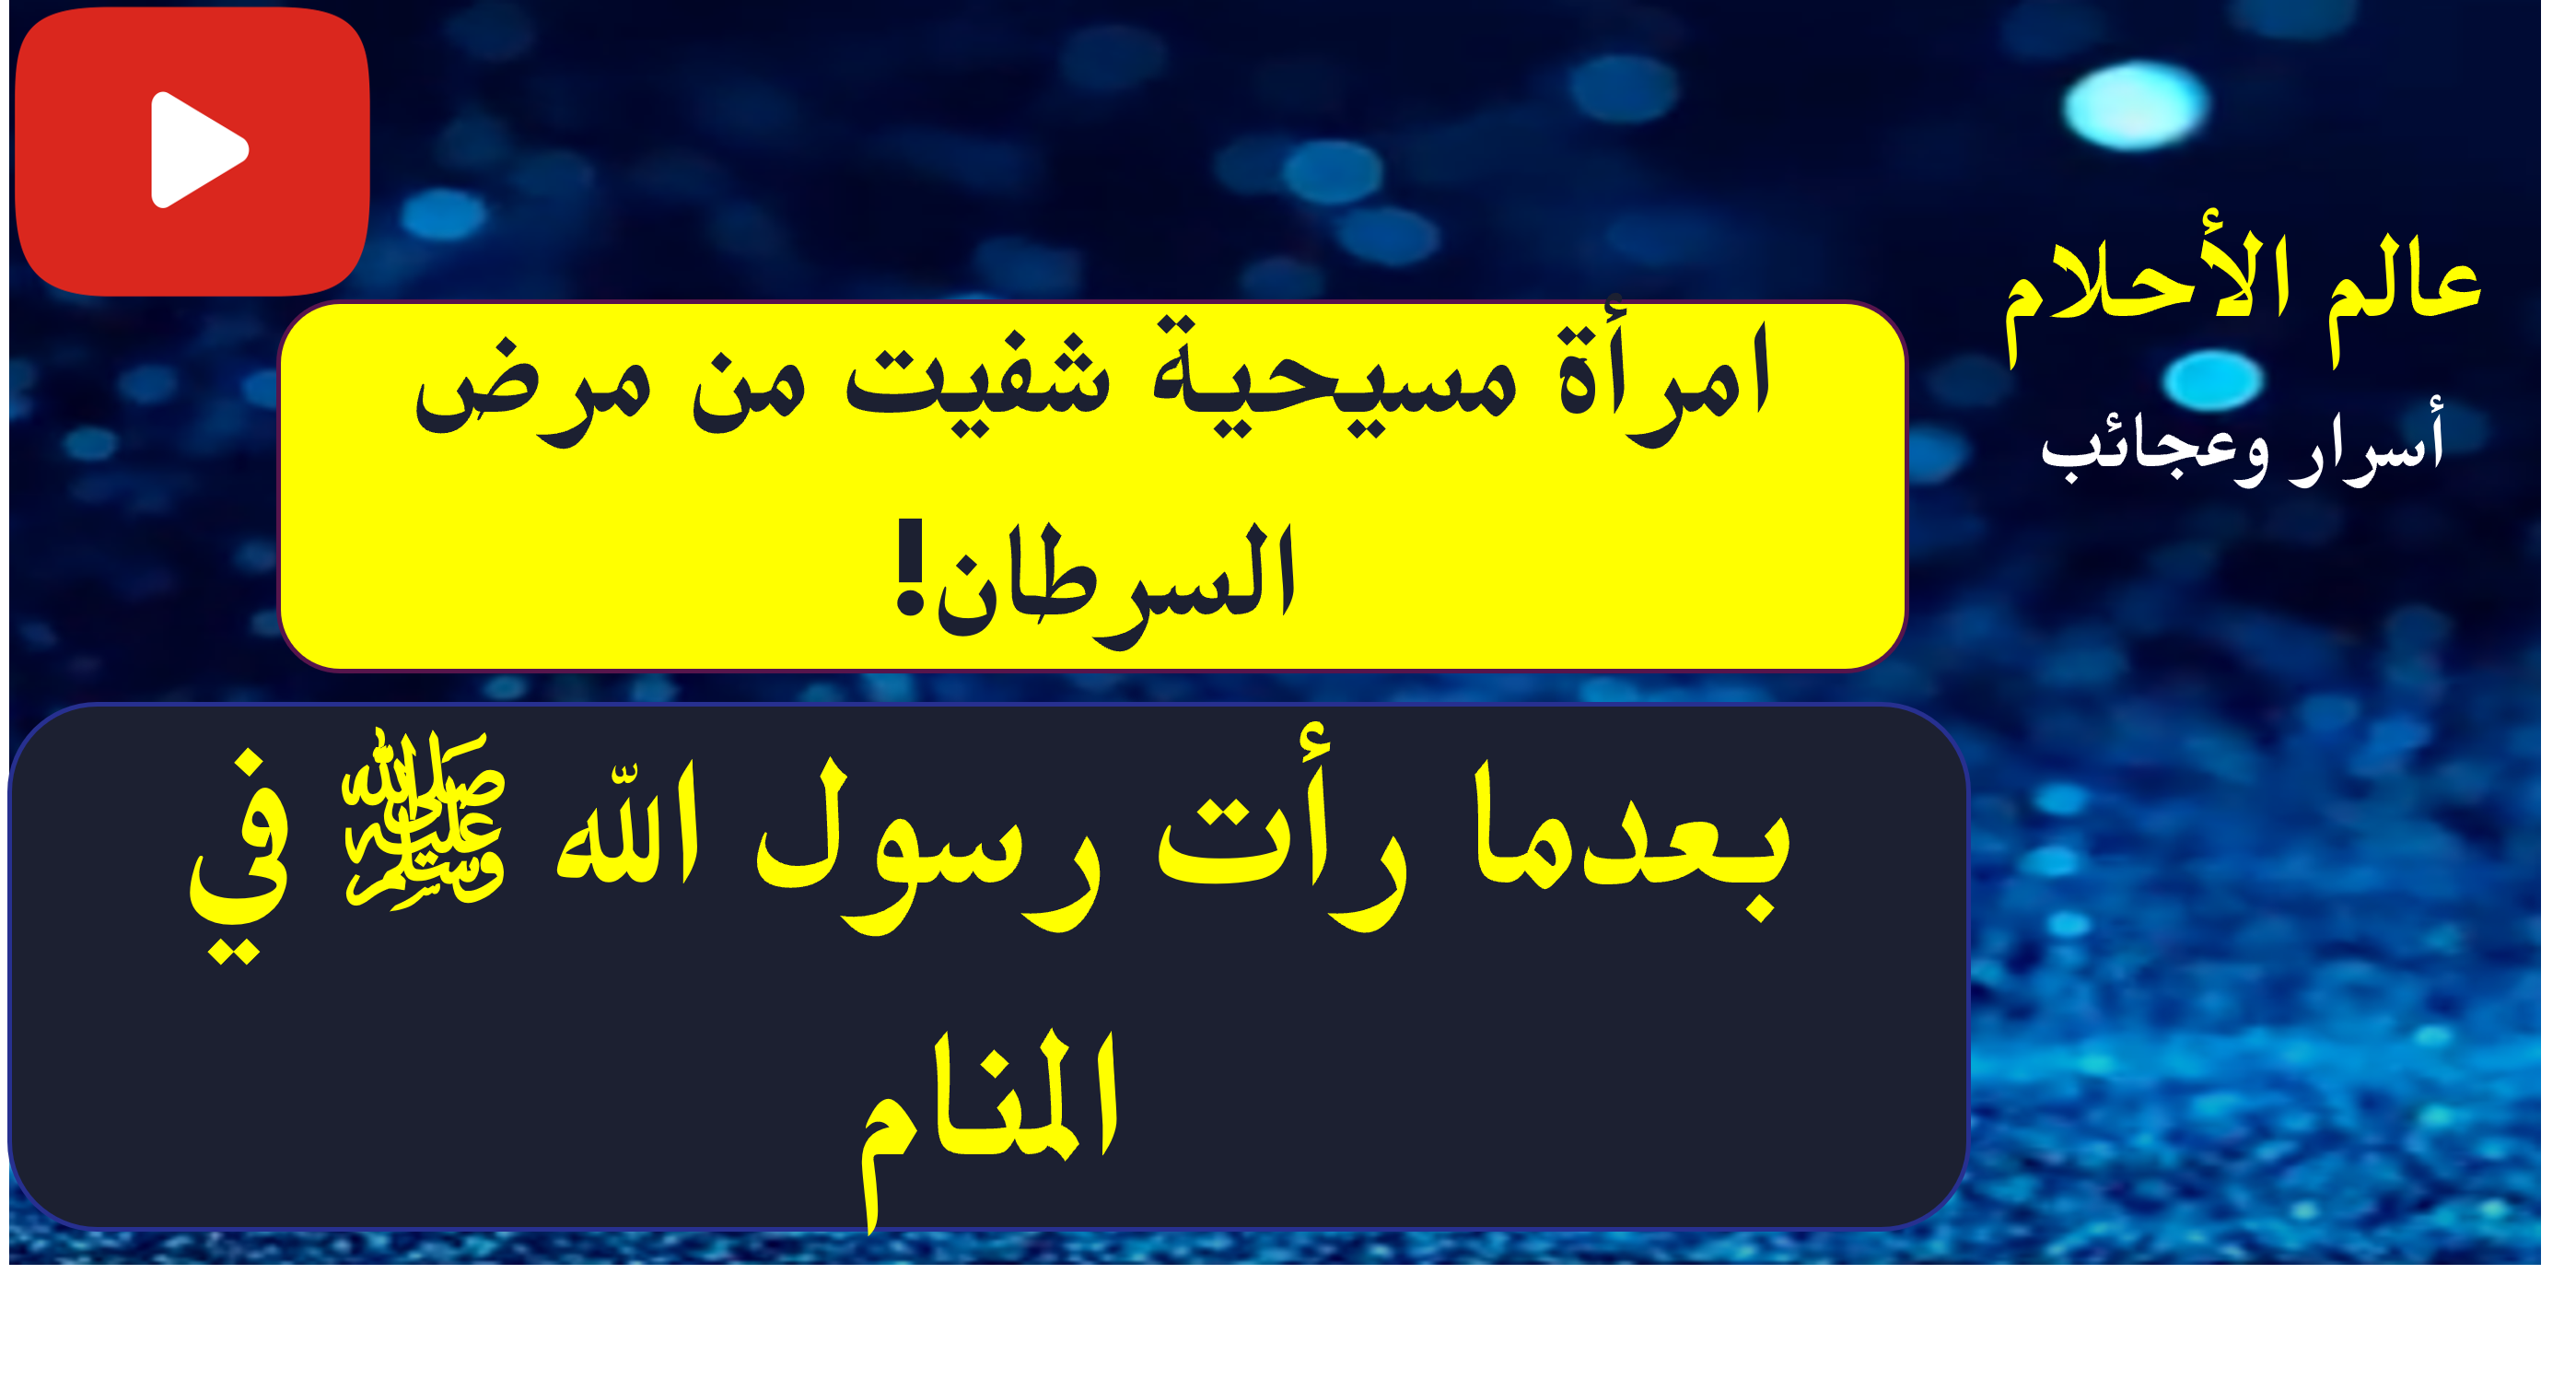 عالم الأحلام
أسرار وعجائب
امرأة مسيحية شفيت من مرض
السرطان!
بعدما رأت رسول الله ﷺ في
المنام